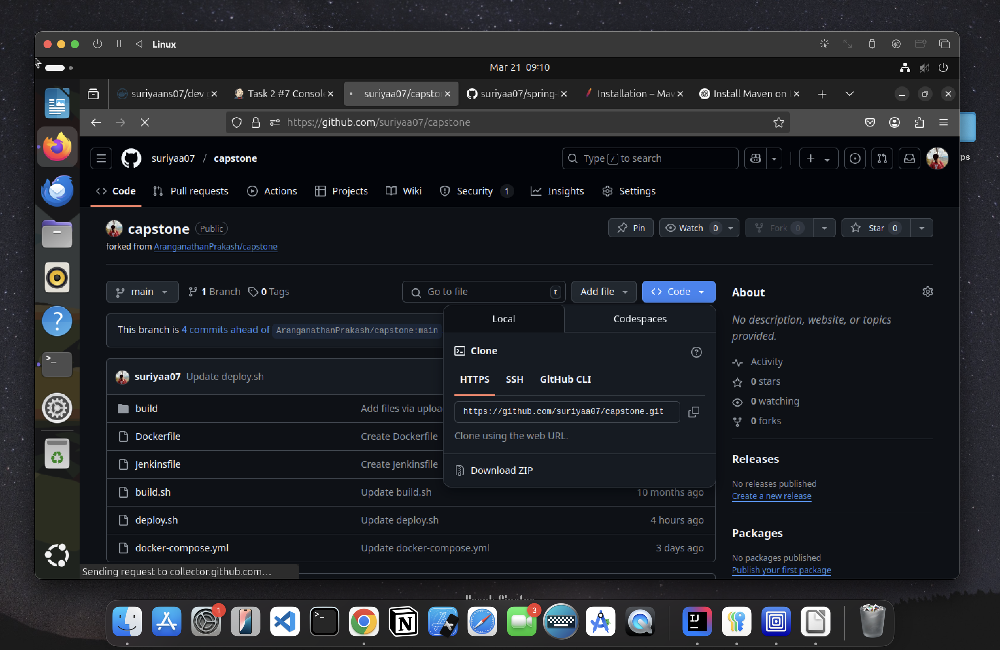 Linux
Mar 21 09:10
suriyaans07/dev
Task 2 #7 Console
suriyaa07/capsto
suriyaa07/spring-
Installation – Mav
Install Maven on
https://github.com/suriyaa07/capstone
suriyaa07 / capstone
Type / to search
ps
Code
Pull requests
Actions
Projects
Wiki
Security 1
Insights
Settings
capstone Public
Pin
Watch 0
Fork 0
Star 0
forked from AranganathanPrakash/capstone
main
1 Branch
0 Tags
Go to file t
Add file
Code
About
Local
Codespaces
No description, website, or topics
provided.
This branch is 4 commits ahead of AranganathanPrakash/capstone:main
Clone
Activity
suriyaa07 Update deploy.sh
HTTPS SSH GitHub CLI
0 stars
0 watching
build Add files via uploa
https://github.com/suriyaa07/capstone.git
0 forks
Dockerfile Create Dockerfile
Clone using the web URL.
Releases
Jenkinsfile Create Jenkinsfile
Download ZIP
No releases published
build.sh Update build.sh 10 months ago
Create a new release
deploy.sh Update deploy.sh 4 hours ago
Packages
docker-compose.yml Update docker-compose.yml 3 days ago
No packages published
Sending request to collector.github.com…
Publish your first package
1
3
IJ